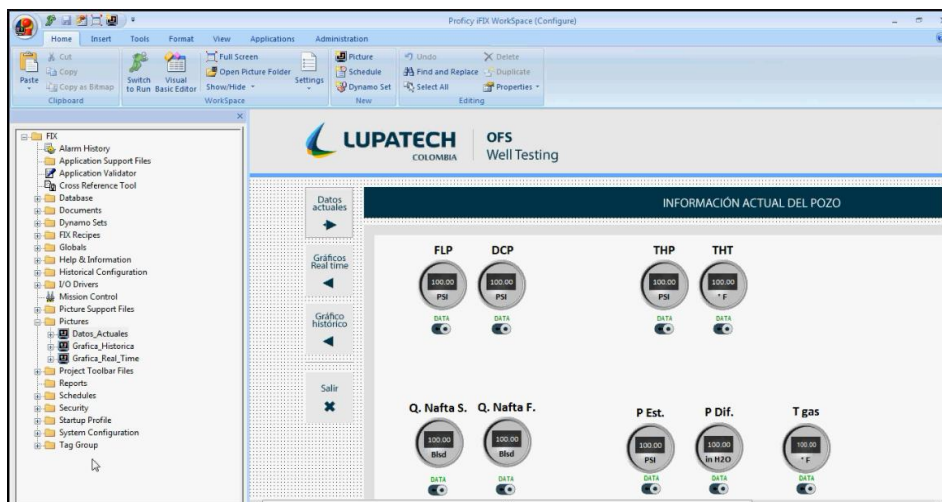 Proficy iFIX WorkSpace (Configure)
Home Insert Tools Format View Applications Administration
Paste
Cut
Copy
Copy as Bitmap
Clipboard
Switch to Run
Visual Basic Editor
Full Screen
Open Picture Folder
Show/Hide
Settings
WorkSpace
Picture
Schedule
Dynamo Set
New
Undo
Find and Replace
Select All
Delete
Duplicate
Properties
Editing
FIX
Alarm History
Application Support Files
Application Validator
Cross Reference Tool
Database
Documents
Dynamo Sets
FIX Recipes
Globals
Help & Information
Historical Configuration
I/O Drivers
Mission Control
Picture Support Files
Pictures
Datos_Actuales
Grafica_Historica
Grafica_Real_Time
Project Toolbar Files
Reports
Schedules
Security
Startup Profile
System Configuration
Tag Group
LUPATECH
COLOMBIA
OFS
Well Testing
Datos
actuales
Gráficos
Real time
Gráfico
histórico
Salir
INFORMACIÓN ACTUAL DEL POZO
FLP DCP THP THT
100.00 100.00 100.00 100.00
PSI PSI PSI ° F
DATA DATA DATA DATA
Q. Nafta S. Q. Nafta F. P Est. P Dif. T gas
100.00 100.00 100.00 100.00 100.00
Blsd Blsd PSI in H2O ° F
DATA DATA DATA DATA DATA